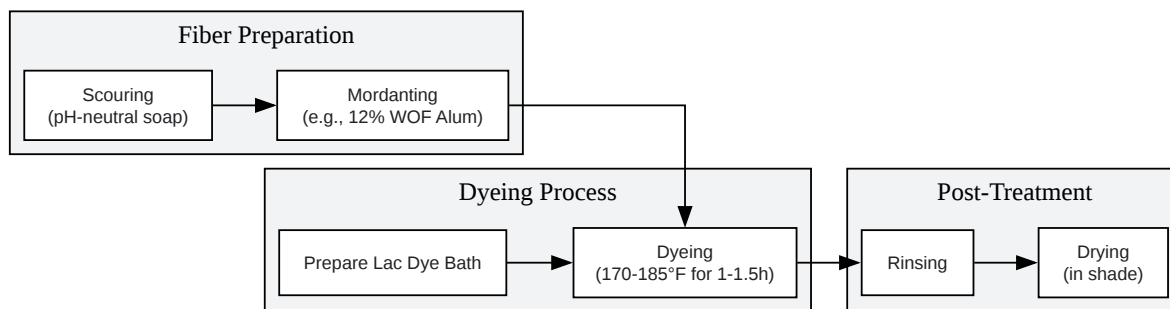 Fiber Preparation
Scouring
(pH-neutral soap)
Mordanting
(e.g., 12% WOF Alum)
Dyeing Process
Prepare Lac Dye Bath
Dyeing
(170-185°F for 1-1.5h)
Post-Treatment
Rinsing
Drying
(in shade)